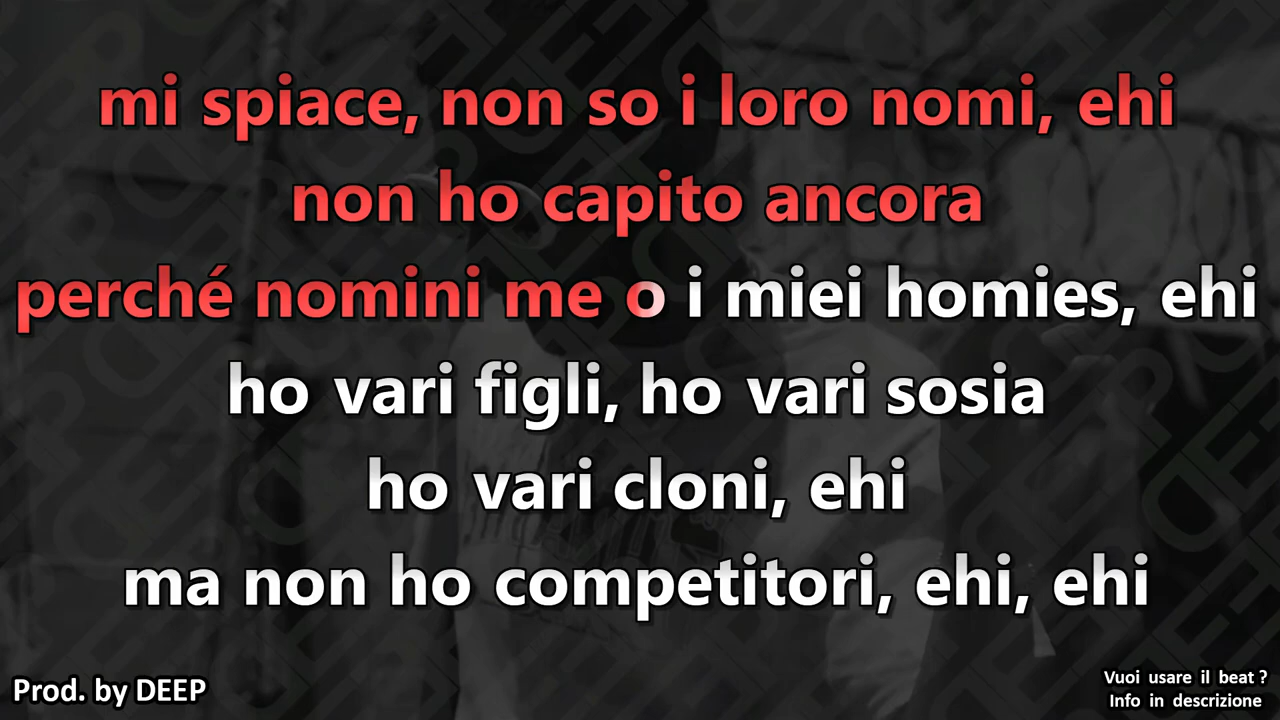 mi spiace, non so i loro nomi, ehi
non ho capito ancora
perché nomini me o i miei homies, ehi
ho vari figli, ho vari sosia
ho vari cloni, ehi
ma non ho competitori, ehi, ehi
Prod. by DEEP
Vuoi usare il beat ?
Info in descrizione